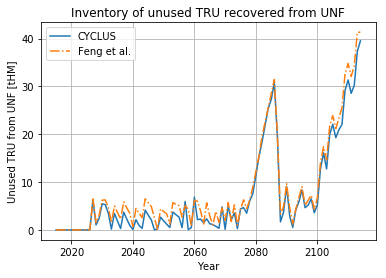 Inventory of unused TRU recovered from UNF
CYCLUS
Feng et al.
Unused TRU from UNF [tHM]
40
30
20
10
0
2020
2040
2060
2080
2100
Year